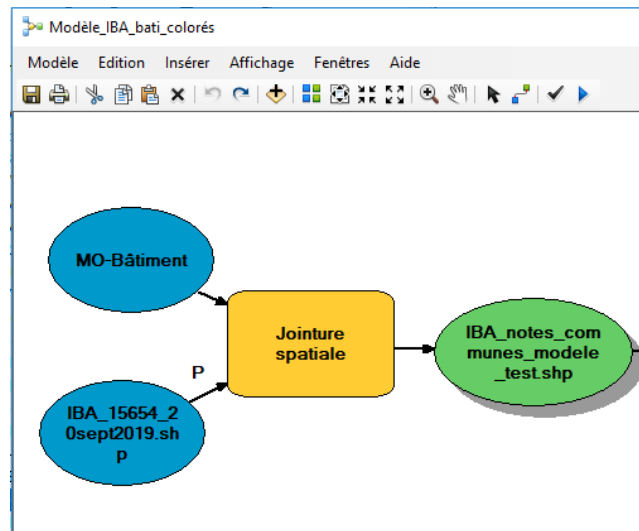 Modèle_IBA_bati_colorés
Modèle Edition Insérer Affichage Fenêtres Aide
MO-Bâtiment
Jointure
spatiale
IBA_notes_com
munes_modele
_test.shp
P
IBA_15654_2
0sept2019.sh
p